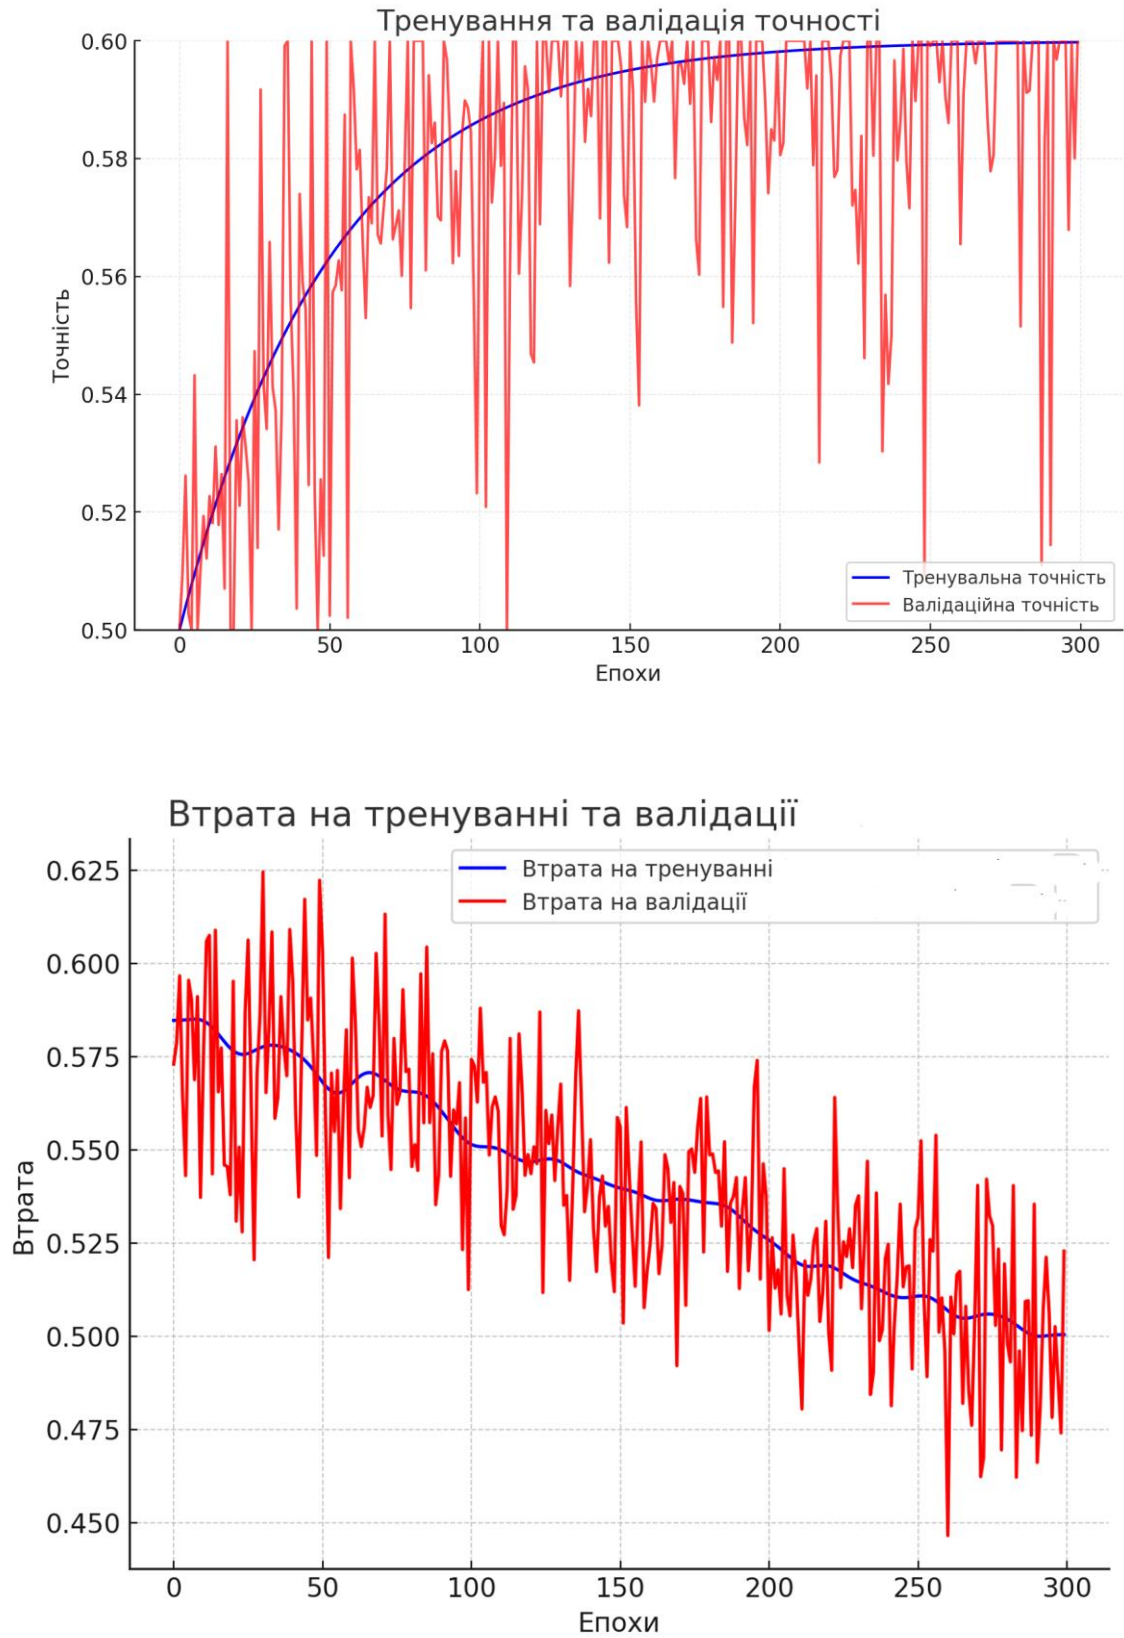 Тренування та валідація точності
0.60
0.58
0.56
0.54
0.52
0.50
Точність
Тренувальна точність
Валідаційна точність
0 50 100 150 200 250 300
Епохи
Втрата на тренуванні та валідації
Втрата на тренуванні
Втрата на валідації
0.625
0.600
0.575
0.550
0.525
0.500
0.475
0.450
Втрата
0 50 100 150 200 250 300
Епохи